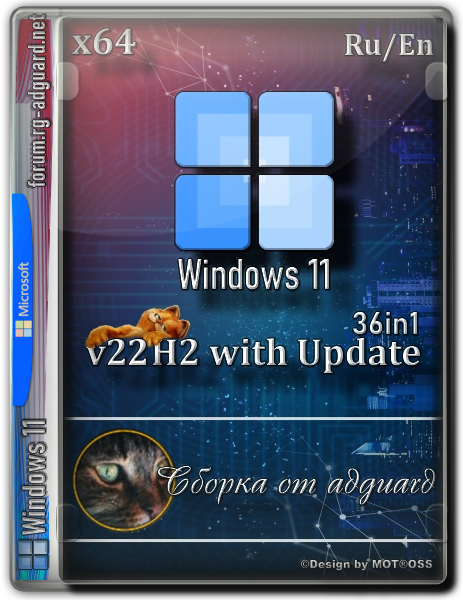 x64
Ru/En
Windows 11
36in1
v22H2 with Update
Сборка от adguard
©Design by MOT®OSS
forum.rg-adguard.net
Microsoft
Windows 11